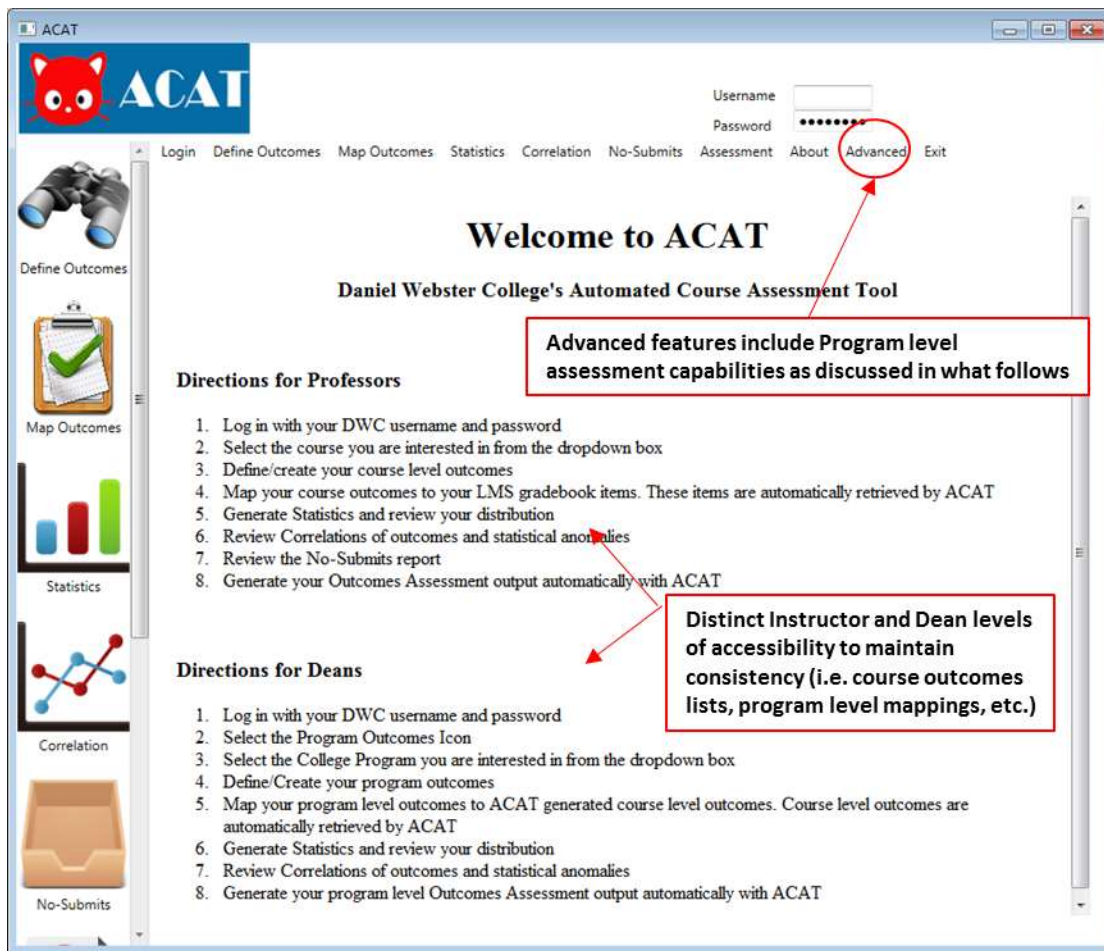 ACAT
ACAT
Username
Password
Login Define Outcomes Map Outcomes Statistics Correlation No-Submits Assessment About Advanced Exit
Define Outcomes
Map Outcomes
Statistics
Correlation
No-Submits
Welcome to ACAT
Daniel Webster College's Automated Course Assessment Tool
Advanced features include Program level
assessment capabilities as discussed in what follows
Directions for Professors
1. Log in with your DWC username and password
2. Select the course you are interested in from the dropdown box
3. Define/create your course level outcomes
4. Map your course outcomes to your LMS gradebook items. These items are automatically retrieved by ACAT
5. Generate Statistics and review your distribution
6. Review Correlations of outcomes and statistical anomalies
7. Review the No-Submits report
8. Generate your Outcomes Assessment output automatically with ACAT
Distinct Instructor and Dean levels
of accessibility to maintain
consistency (i.e. course outcomes
lists, program level mappings, etc.)
Directions for Deans
1. Log in with your DWC username and password
2. Select the Program Outcomes Icon
3. Select the College Program you are interested in from the dropdown box
4. Define/Create your program outcomes
5. Map your program level outcomes to ACAT generated course level outcomes. Course level outcomes are
automatically retrieved by ACAT
6. Generate Statistics and review your distribution
7. Review Correlations of outcomes and statistical anomalies
8. Generate your program level Outcomes Assessment output automatically with ACAT